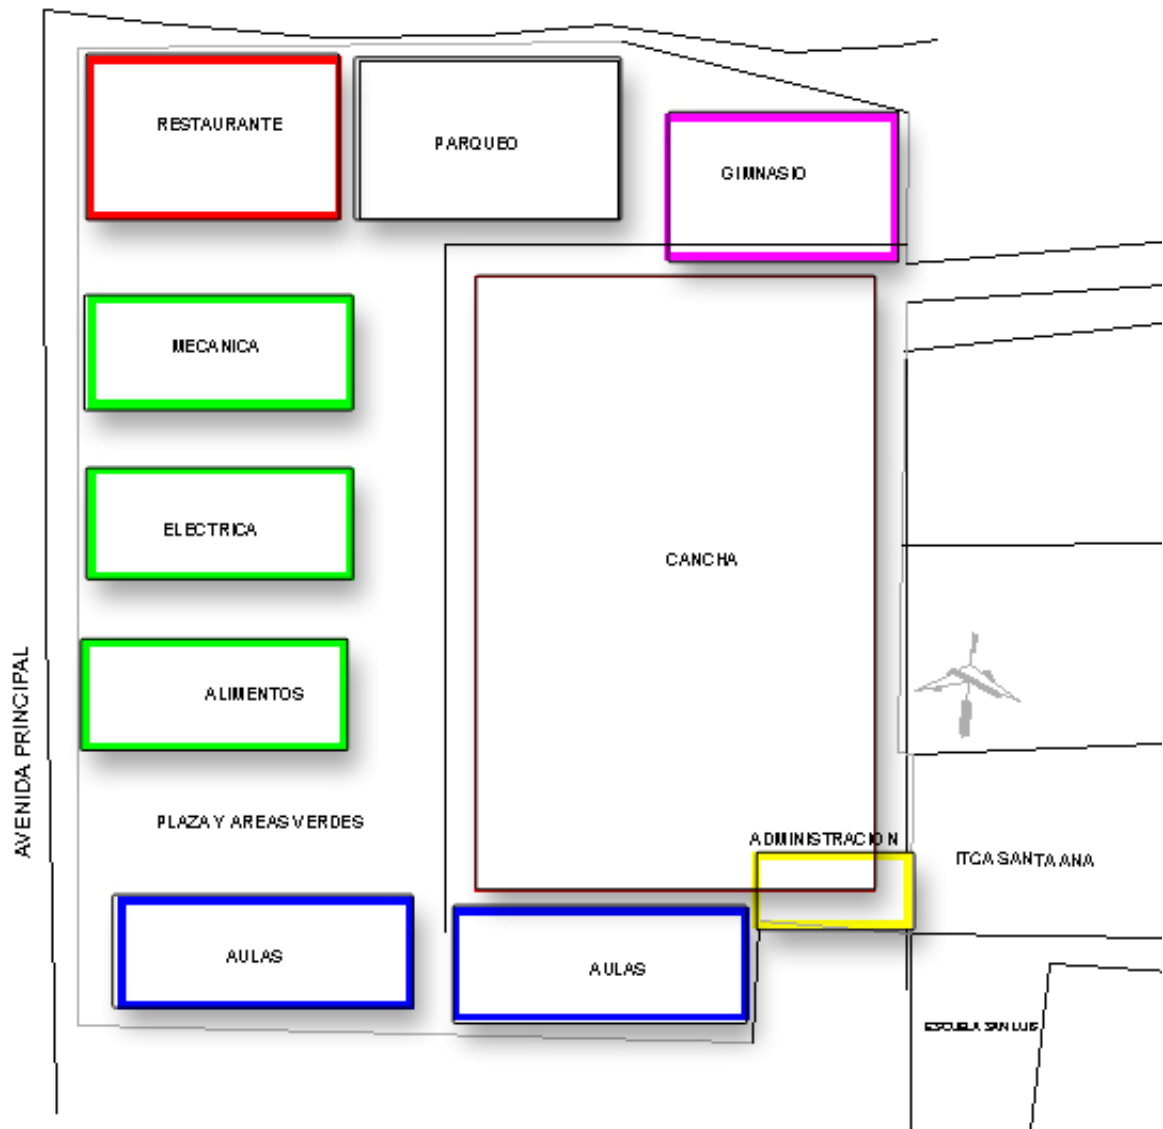 RESTAURANTE
PARQUEO
GIMNASIO
MECANICA
ELECTRICA
CANCHA
ALIMENTOS
AVENIDA PRINCIPAL
PLAZA Y AREAS VERDES
ADMINISTRACION
ITCA SANTA ANA
AULAS
AULAS
ESCUELA SAN LUIS